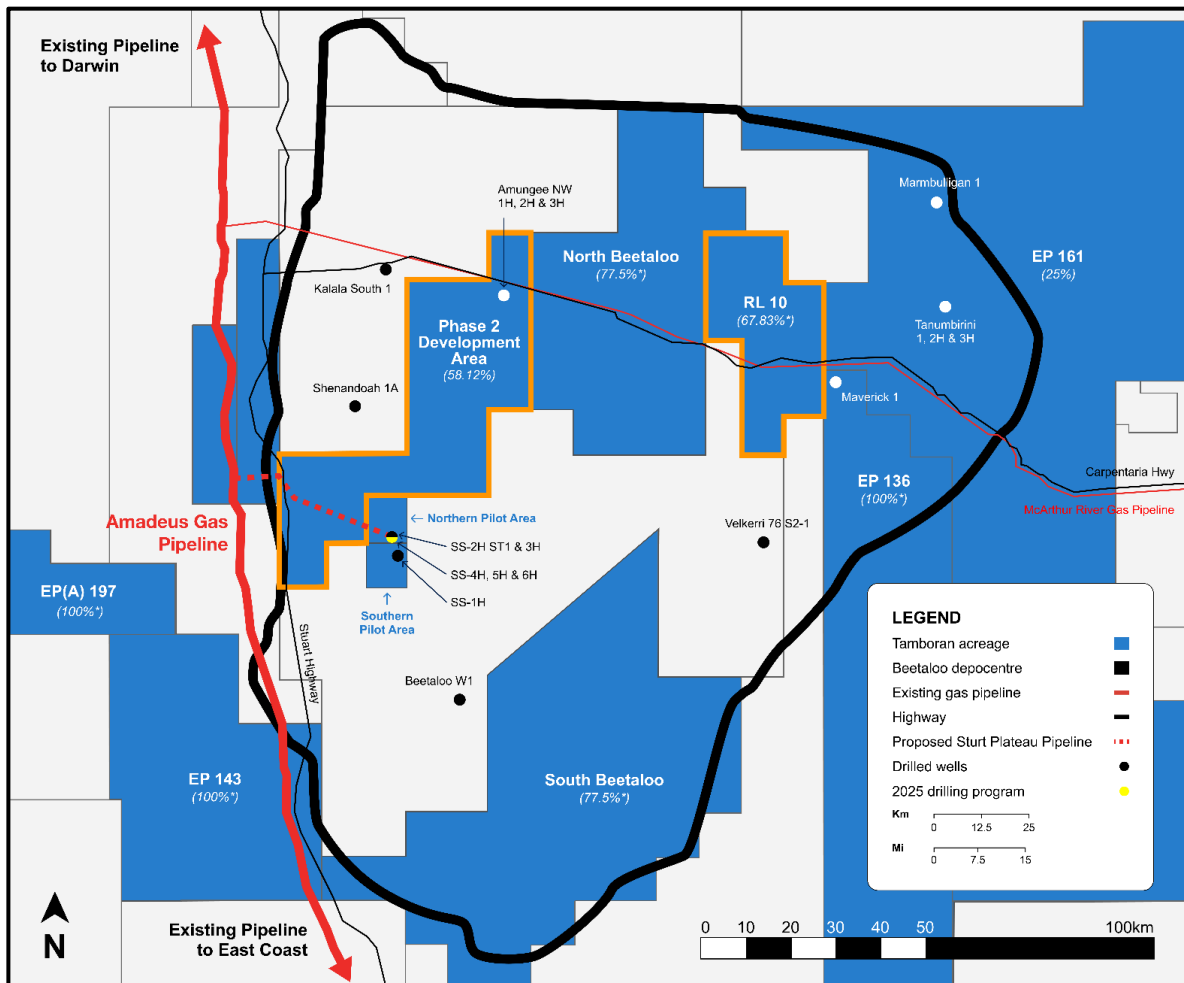 Existing Pipeline
to Darwin
Marmbulligan 1
Amungee NW
1H, 2H & 3H
North Beetaloo
(77.5%*)
EP 161
(25%)
Kalala South 1
RL 10
(67.83%*)
Tanumbirini
1, 2H & 3H
Phase 2
Development
Area
(58.12%)
Shenandoah 1A
Maverick 1
Carpentaria Hwy
McArthur River Gas Pipeline
EP 136
(100%*)
Amadeus Gas
Pipeline
Northern Pilot Area
SS-2H ST1 & 3H
SS-4H, 5H & 6H
SS-1H
Velkerri 76 S2-1
EP(A) 197
(100%*)
Southern
Pilot Area
Stuart Highway
Beetaloo W1
EP 143
(100%*)
South Beetaloo
(77.5%*)
LEGEND
Tamboran acreage
Beetaloo depocentre
Existing gas pipeline
Highway
Proposed Sturt Plateau Pipeline
Drilled wells
2025 drilling program
Km
0 12.5 25
Mi
0 7.5 15
N
Existing Pipeline
to East Coast
0 10 20 30 40 50 100km